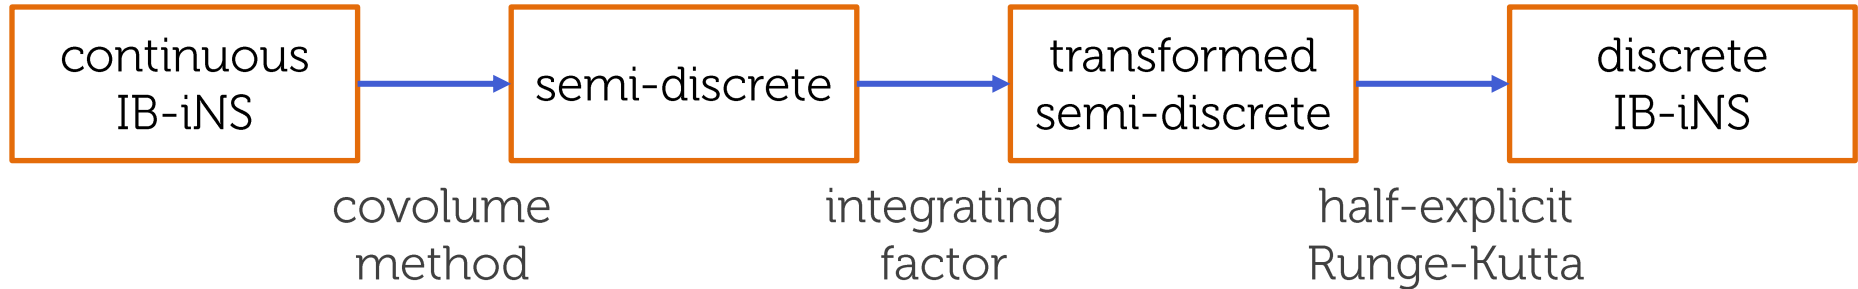 continuous
IB-iNS
semi-discrete
transformed
semi-discrete
discrete
IB-iNS
covolume
method
integrating
factor
half-explicit
Runge-Kutta